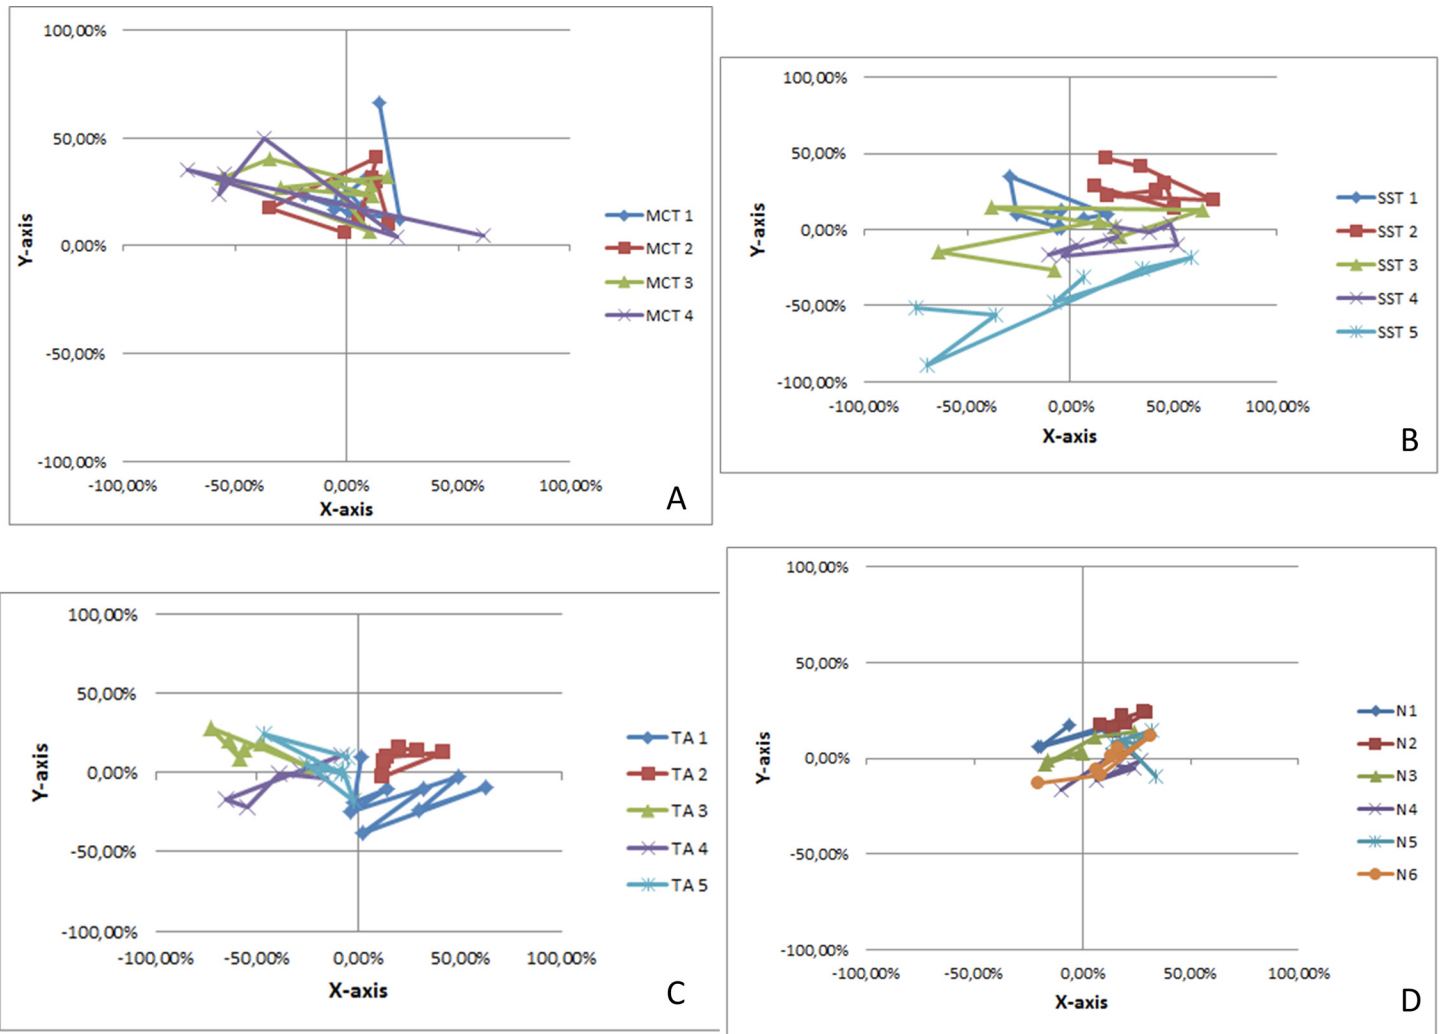 100,00%
50,00%
0,00%
-50,00%
-100,00%
Y-axis
-100,00% -50,00% 0,00% 50,00% 100,00%
X-axis
MCT 1
MCT 2
MCT 3
MCT 4
A
100,00%
50,00%
0,00%
-50,00%
-100,00%
Y-axis
-100,00% -50,00% 0,00% 50,00% 100,00%
X-axis
SST 1
SST 2
SST 3
SST 4
SST 5
B
100,00%
50,00%
0,00%
-50,00%
-100,00%
Y-axis
-100,00% -50,00% 0,00% 50,00% 100,00%
X-axis
TA 1
TA 2
TA 3
TA 4
TA 5
C
100,00%
50,00%
0,00%
-50,00%
-100,00%
Y-axis
-100,00% -50,00% 0,00% 50,00% 100,00%
X-axis
N1
N2
N3
N4
N5
N6
D